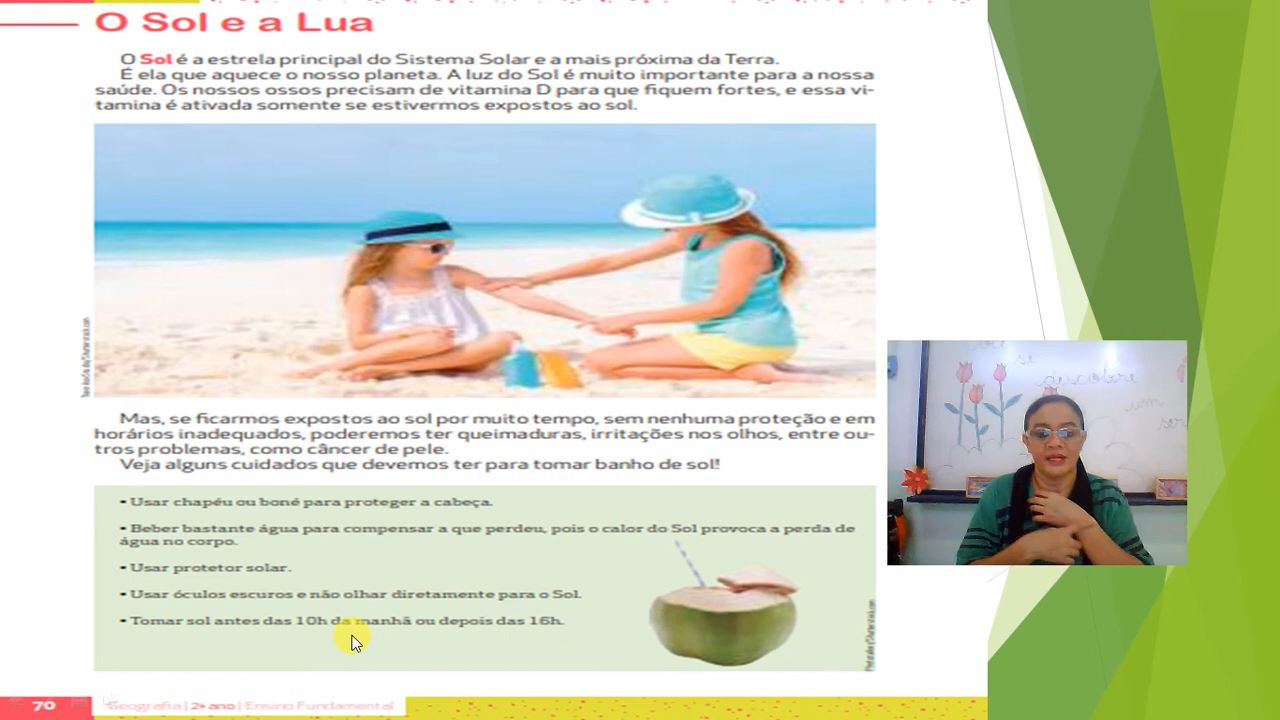 O Sol e a Lua
O Sol é a estrela principal do Sistema Solar e a mais próxima da Terra.
É ela que aquece o nosso planeta. A luz do Sol é muito importante para a nossa
saúde. Os nossos ossos precisam de vitamina D para que fiquem fortes, e essa vi-
tamina é ativada somente se estivermos expostos ao sol.
Mas, se ficarmos expostos ao sol por muito tempo, sem nenhuma proteção e em
horários inadequados, poderemos ter queimaduras, irritações nos olhos, entre ou-
tros problemas, como câncer de pele.
Veja alguns cuidados que devemos ter para tomar banho de sol!
• Usar chapéu ou boné para proteger a cabeça.
• Beber bastante água para compensar a que perdeu, pois o calor do Sol provoca a perda de
água no corpo.
• Usar protetor solar.
• Usar óculos escuros e não olhar diretamente para o Sol.
• Tomar sol antes das 10h da manhã ou depois das 16h.
70 Geografia | 2º ano | Ensino Fundamental
se
descobre
um